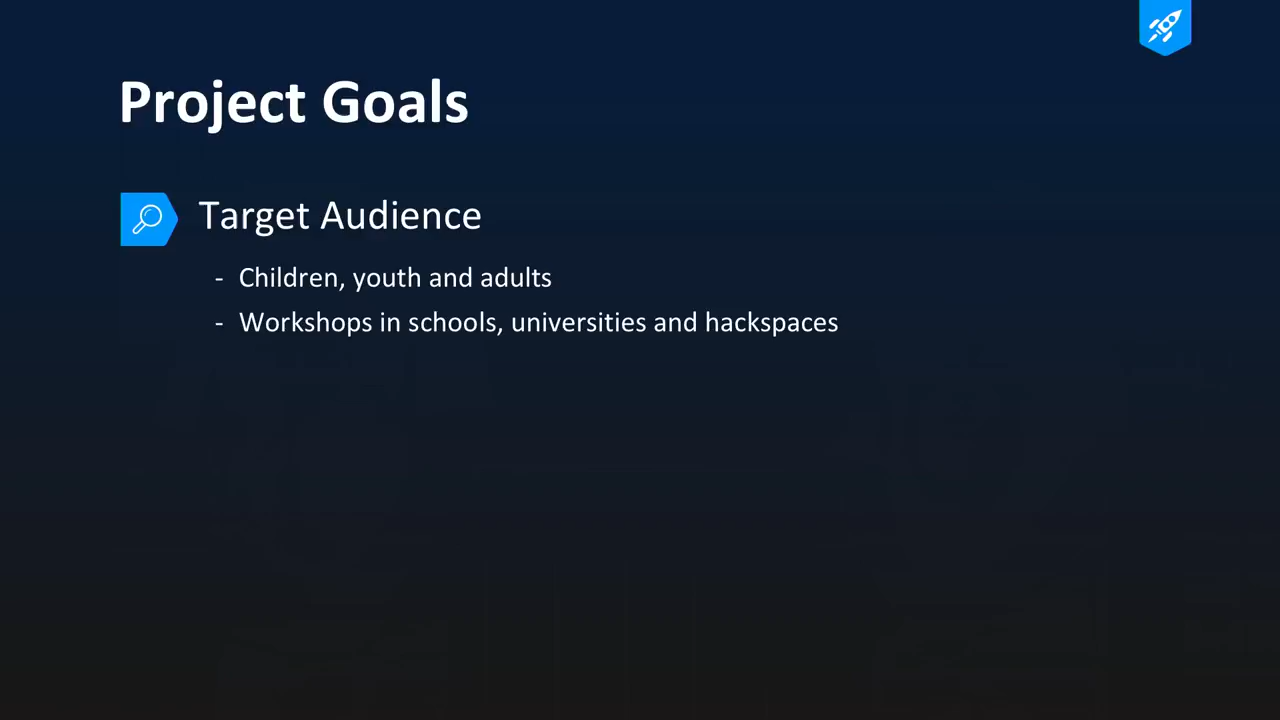 Project Goals
Target Audience
- Children, youth and adults
- Workshops in schools, universities and hackspaces